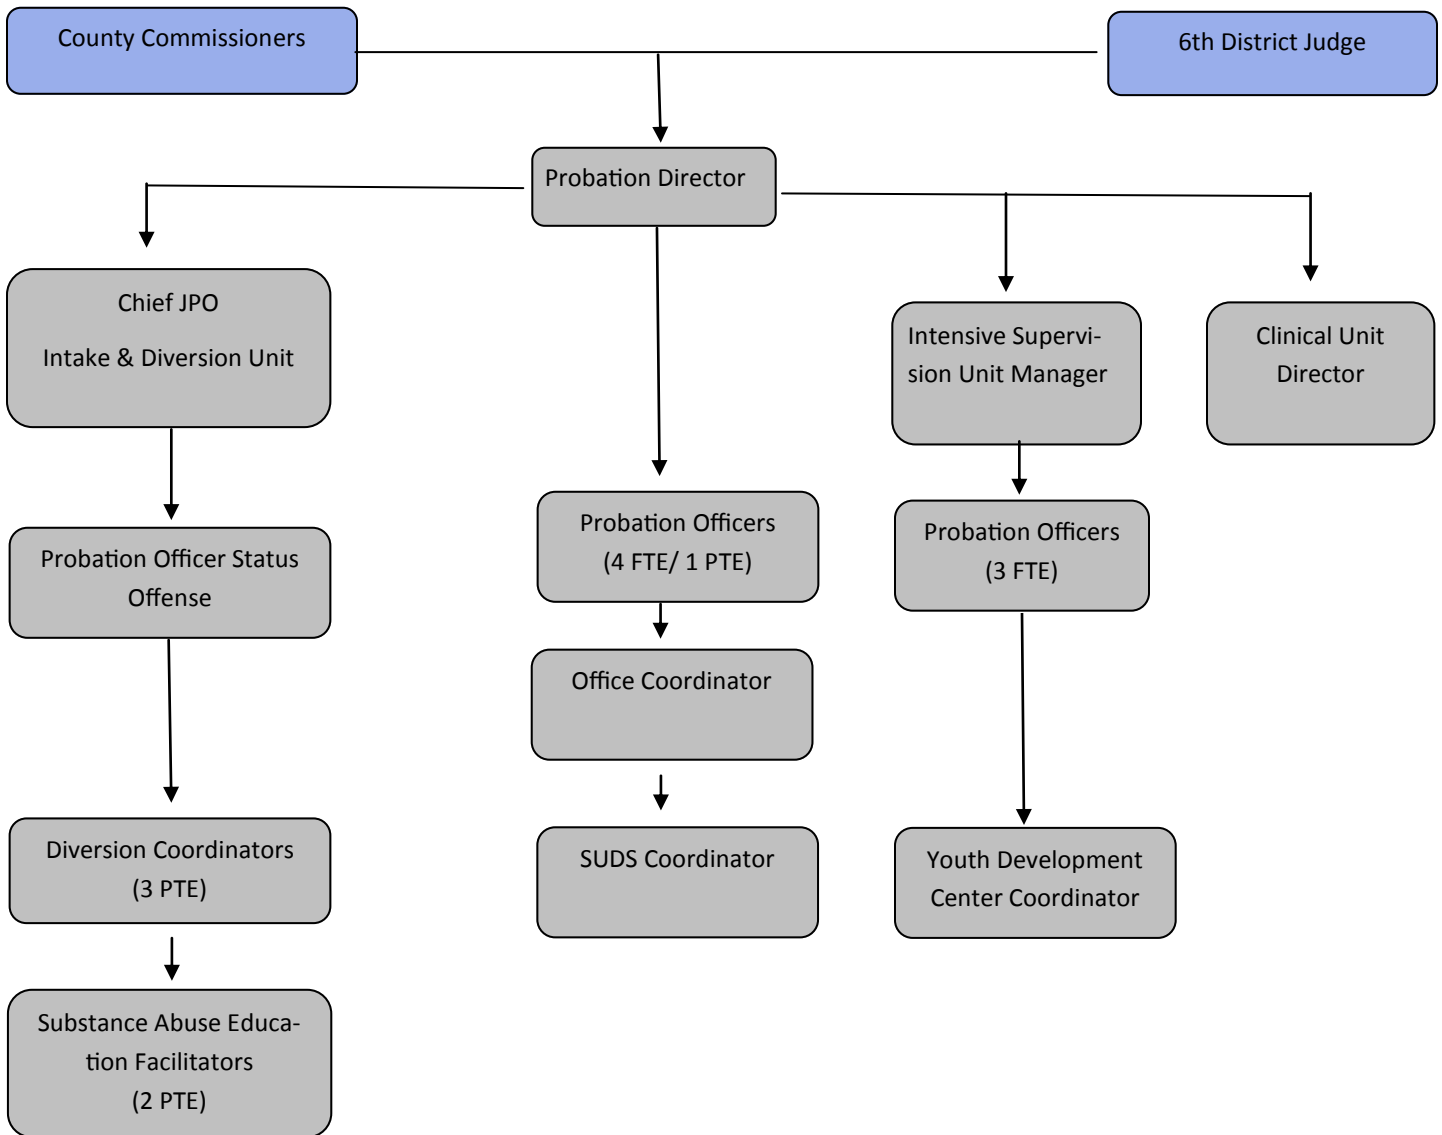 County Commissioners
6th District Judge
Probation Director
Chief JPO
Intake & Diversion Unit
Intensive Supervi-
sion Unit Manager
Clinical Unit
Director
Probation Officer Status
Offense
Probation Officers
(4 FTE/ 1 PTE)
Probation Officers
(3 FTE)
Office Coordinator
Diversion Coordinators
(3 PTE)
SUDS Coordinator
Youth Development
Center Coordinator
Substance Abuse Educa-
tion Facilitators
(2 PTE)